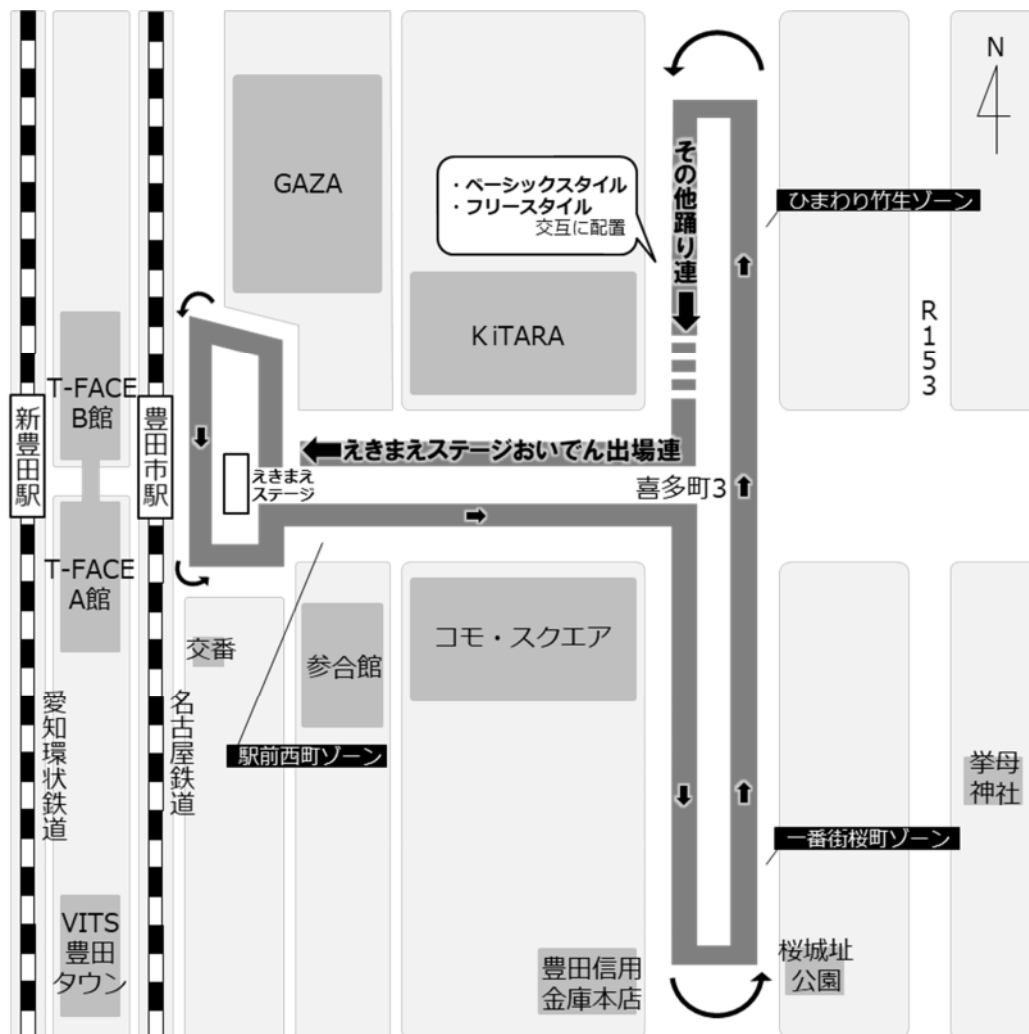 N
GAZA
・ベーシックスタイル
・フリースタイル
交互に配置
その他踊り連
ひまわり竹生ゾーン
KiTARA
R153
T-FACE
B館
新豊田駅
豊田市駅
えきまえステージおいでん出場連
えきまえ
ステージ
喜多町3
T-FACE
A館
コモ・スクエア
交番
参合館
愛知環状鉄道
名古屋鉄道
駅前西町ゾーン
挙母
神社
一番街桜町ゾーン
VITS
豊田
タウン
豊田信用
金庫本店
桜城址
公園